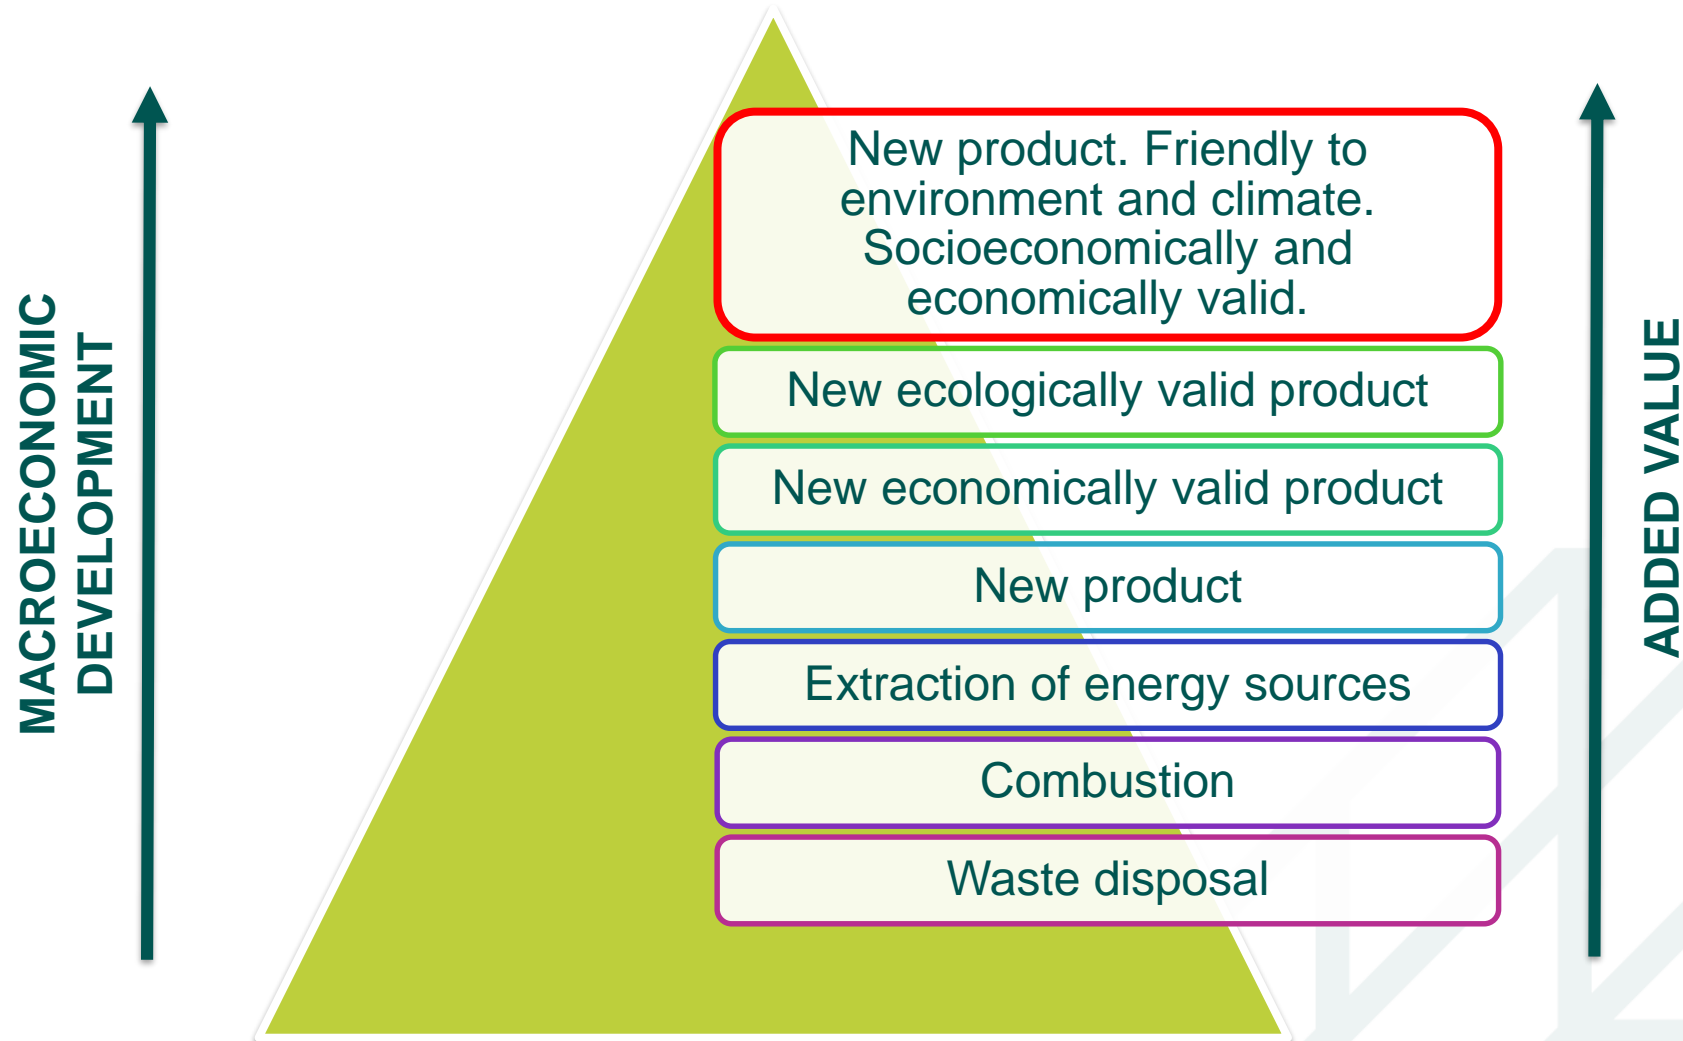 MACROECONOMIC
DEVELOPMENT
New product. Friendly to
environment and climate.
Socioeconomically and
economically valid.
New ecologically valid product
New economically valid product
New product
Extraction of energy sources
Combustion
Waste disposal
ADDED VALUE